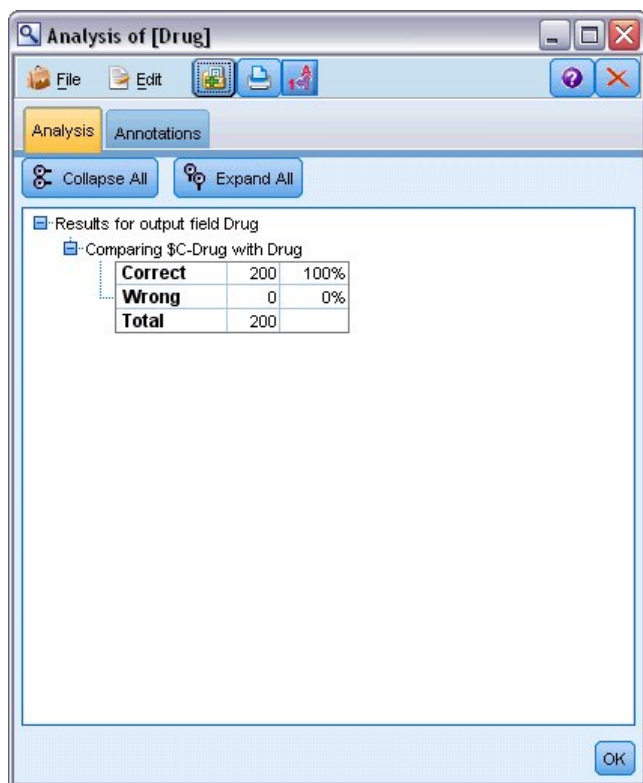 Analysis of [Drug]
File Edit
Analysis Annotations
Collapse All Expand All
Results for output field Drug
Comparing $C-Drug with Drug
Correct 200 100%
Wrong 0 0%
Total 200
OK